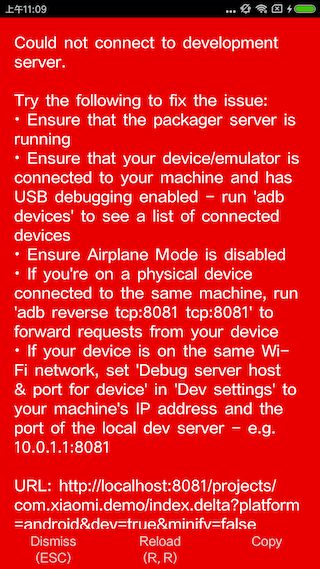 上午11:09
Could not connect to development
server.
Try the following to fix the issue:
• Ensure that the packager server is
running
• Ensure that your device/emulator is
connected to your machine and has
USB debugging enabled - run 'adb
devices' to see a list of connected
devices
• Ensure Airplane Mode is disabled
• If you're on a physical device
connected to the same machine, run
'adb reverse tcp:8081 tcp:8081' to
forward requests from your device
• If your device is on the same Wi-
Fi network, set 'Debug server host
& port for device' in 'Dev settings' to
your machine's IP address and the
port of the local dev server - e.g.
10.0.1.1:8081
URL: http://localhost:8081/projects/
com.xiaomi.demo/index.delta?platform
=android&dev=true&minify=false
Dismiss
(ESC)
Reload
(R, R)
Copy